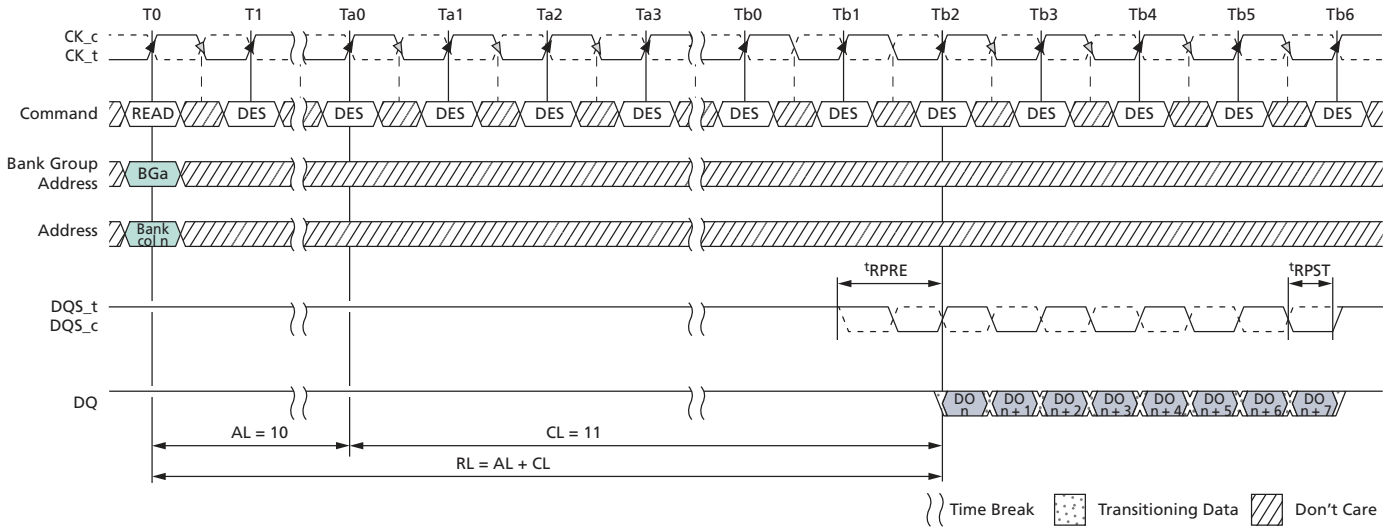 T0 T1 Ta0 Ta1 Ta2 Ta3 Tb0 Tb1 Tb2 Tb3 Tb4 Tb5 Tb6
CK_c
CK_t
Command READ DES DES DES DES DES DES DES DES DES DES DES DES
Bank Group
Address
BGa
Address
Bank
col n
tRPRE tRPST
DQS_t
DQS_c
DQ
DO DO DO DO DO DO DO DO
n n + 1 n + 2 n + 3 n + 4 n + 5 n + 6 n + 7
AL = 10 CL = 11
RL = AL + CL
Time Break Transitioning Data Don't Care